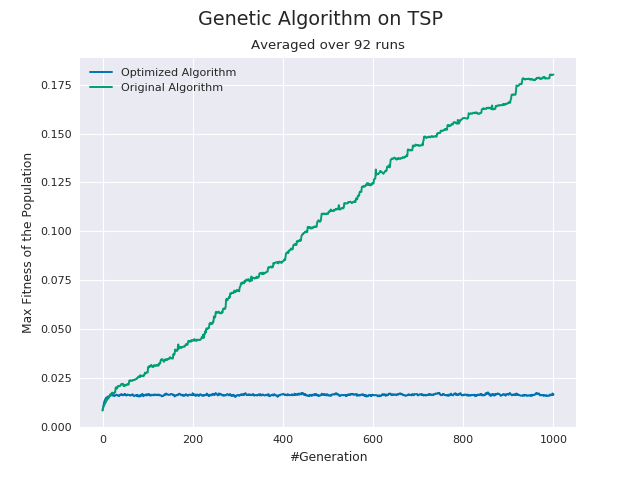 Genetic Algorithm on TSP
Averaged over 92 runs
Optimized Algorithm
Original Algorithm
Max Fitness of the Population
0.175
0.150
0.125
0.100
0.075
0.050
0.025
0.000
0 200 400 600 800 1000
#Generation